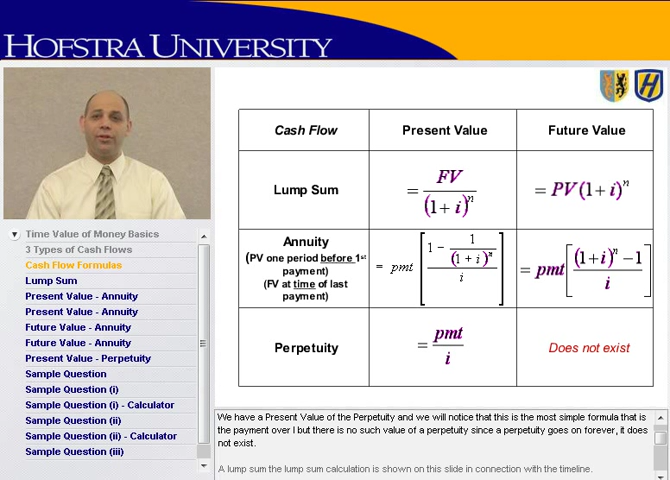 HOFSTRA UNIVERSITY
Time Value of Money Basics
3 Types of Cash Flows
Cash Flow Formulas
Lump Sum
Present Value - Annuity
Present Value - Annuity
Future Value - Annuity
Future Value - Annuity
Present Value - Perpetuity
Sample Question
Sample Question (i)
Sample Question (i) - Calculator
Sample Question (ii)
Sample Question (ii) - Calculator
Sample Question (iii)
H
Cash Flow Present Value Future Value
Lump Sum = FV / (1 + i)^n = PV(1 + i)^n
Annuity
(PV one period before 1st
payment)
(FV at time of last
payment)
= pmt [ (1 - 1 / (1 + i)^n) / i ] = pmt [ ((1+i)^n - 1) / i ]
Perpetuity = pmt / i Does not exist
We have a Present Value of the Perpetuity and we will notice that this is the most simple formula that is
the payment over I but there is no such value of a perpetuity since a perpetuity goes on forever, it does
not exist.
A lump sum the lump sum calculation is shown on this slide in connection with the timeline.